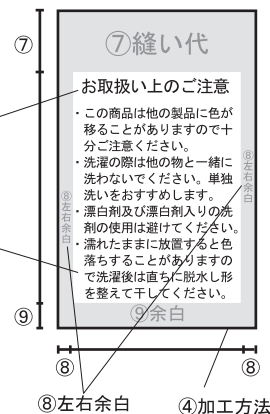 ⑦
⑦縫い代
お取扱い上のご注意
・この商品は他の製品に色が
移ることがありますので十
分ご注意ください。
・洗濯の際は他の物と一緒に
洗わないでください。単独
洗いをおすすめします。
・漂白剤及び漂白剤入りの洗
剤の使用は避けてください。
・濡れたままに放置すると色
落ちすることがありますの
で洗濯後は直ちに脱水し形
を整えて干してください。
⑧左右余白
⑧左右余白
⑨
⑨余白
⑧
⑧
⑧左右余白
④加工方法